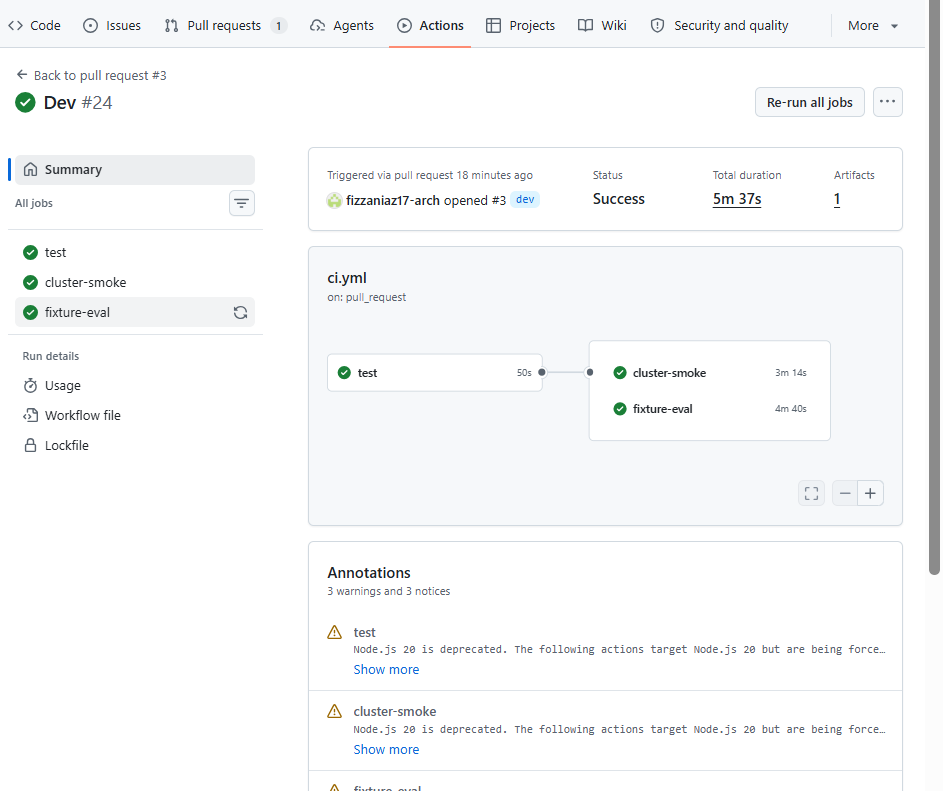 Code Issues Pull requests 1 Agents Actions Projects Wiki Security and quality More
Back to pull request #3
Dev #24
Re-run all jobs
Summary
All jobs
test
cluster-smoke
fixture-eval
Run details
Usage
Workflow file
Lockfile
Triggered via pull request 18 minutes ago
fizzaniaz17-arch opened #3 dev
Status
Success
Total duration
5m 37s
Artifacts
1
ci.yml
on: pull_request
test 50s
cluster-smoke 3m 14s
fixture-eval 4m 40s
Annotations
3 warnings and 3 notices
test
Node.js 20 is deprecated. The following actions target Node.js 20 but are being force…
Show more
cluster-smoke
Node.js 20 is deprecated. The following actions target Node.js 20 but are being force…
Show more
fixture-eval